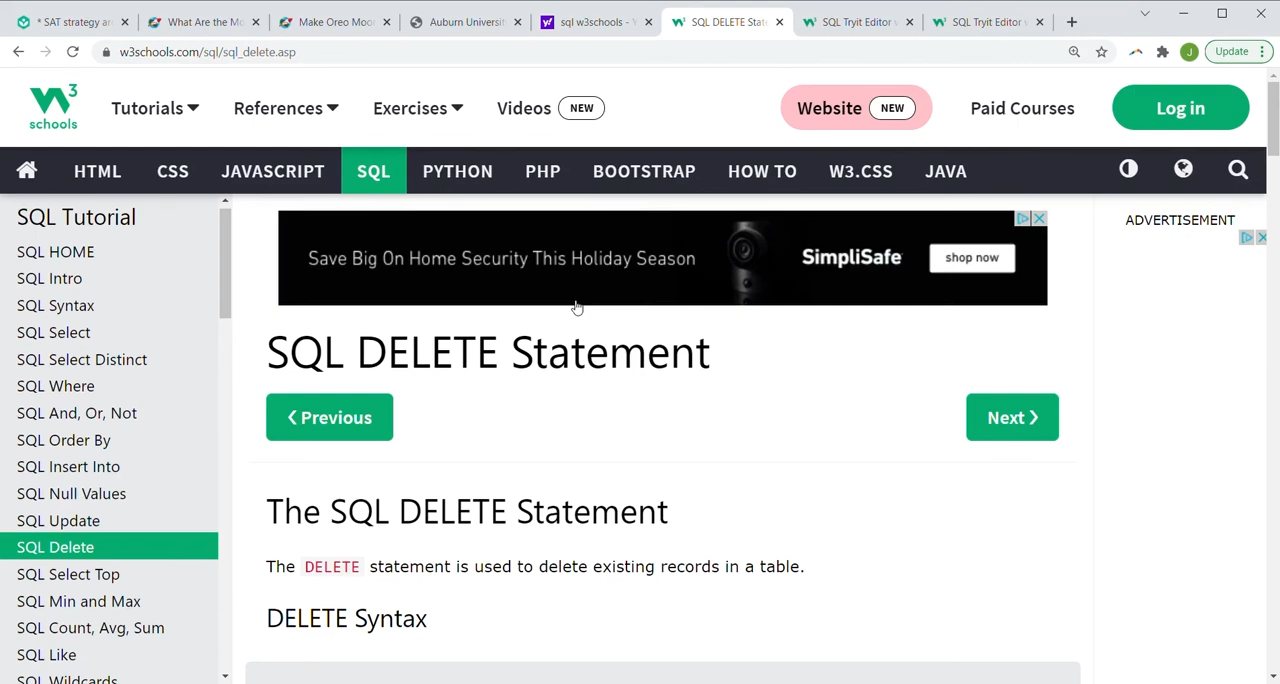 * SAT strategy ar
What Are the Mo
Make Oreo Moon
Auburn Universit
sql w3schools - Y
SQL DELETE State
SQL Tryit Editor v
SQL Tryit Editor v
w3schools.com/sql/sql_delete.asp
J
Update
W3
schools
Tutorials
References
Exercises
Videos NEW
Website NEW
Paid Courses
Log in
HTML
CSS
JAVASCRIPT
SQL
PYTHON
PHP
BOOTSTRAP
HOW TO
W3.CSS
JAVA
SQL Tutorial
SQL HOME
SQL Intro
SQL Syntax
SQL Select
SQL Select Distinct
SQL Where
SQL And, Or, Not
SQL Order By
SQL Insert Into
SQL Null Values
SQL Update
SQL Delete
SQL Select Top
SQL Min and Max
SQL Count, Avg, Sum
SQL Like
SQL Wildcards
Save Big On Home Security This Holiday Season
SimpliSafe
shop now
ADVERTISEMENT
SQL DELETE Statement
❮ Previous
Next ❯
The SQL DELETE Statement
The DELETE statement is used to delete existing records in a table.
DELETE Syntax